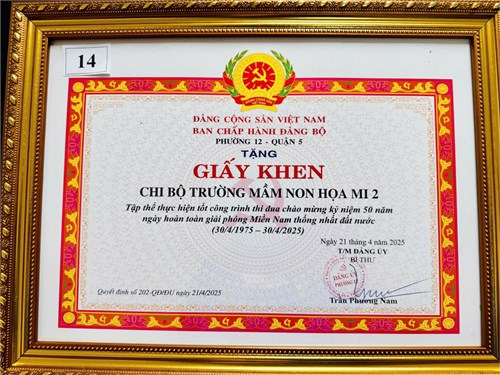 14
ĐẢNG CỘNG SẢN VIỆT NAM
BAN CHẤP HÀNH ĐẢNG BỘ
PHƯỜNG 12 - QUẬN 5
TẶNG
GIẤY KHEN
CHI BỘ TRƯỜNG MẦM NON HỌA MI 2
Tập thể thực hiện tốt công trình thi đua chào mừng kỷ niệm 50 năm
ngày hoàn toàn giải phóng Miền Nam thống nhất đất nước
(30/4/1975 – 30/4/2025)
Ngày 21 tháng 4 năm 2025
T/M ĐẢNG ỦY
BÍ THƯ
ĐẢNG ỦY
PHƯỜNG 12
Quyết định số 202-QĐ/ĐU ngày 21/4/2025
Trần Phương Nam